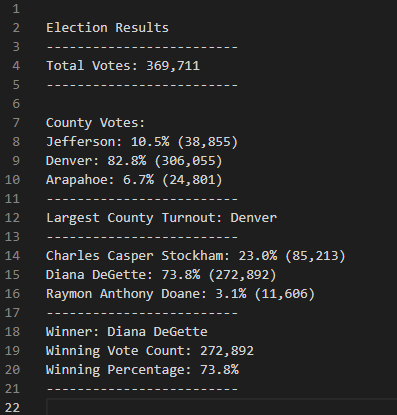 1
2 Election Results
3 -------------------------
4 Total Votes: 369,711
5 -------------------------
6
7 County Votes:
8 Jefferson: 10.5% (38,855)
9 Denver: 82.8% (306,055)
10 Arapahoe: 6.7% (24,801)
11 -------------------------
12 Largest County Turnout: Denver
13 -------------------------
14 Charles Casper Stockham: 23.0% (85,213)
15 Diana DeGette: 73.8% (272,892)
16 Raymon Anthony Doane: 3.1% (11,606)
17 -------------------------
18 Winner: Diana DeGette
19 Winning Vote Count: 272,892
20 Winning Percentage: 73.8%
21 -------------------------
22